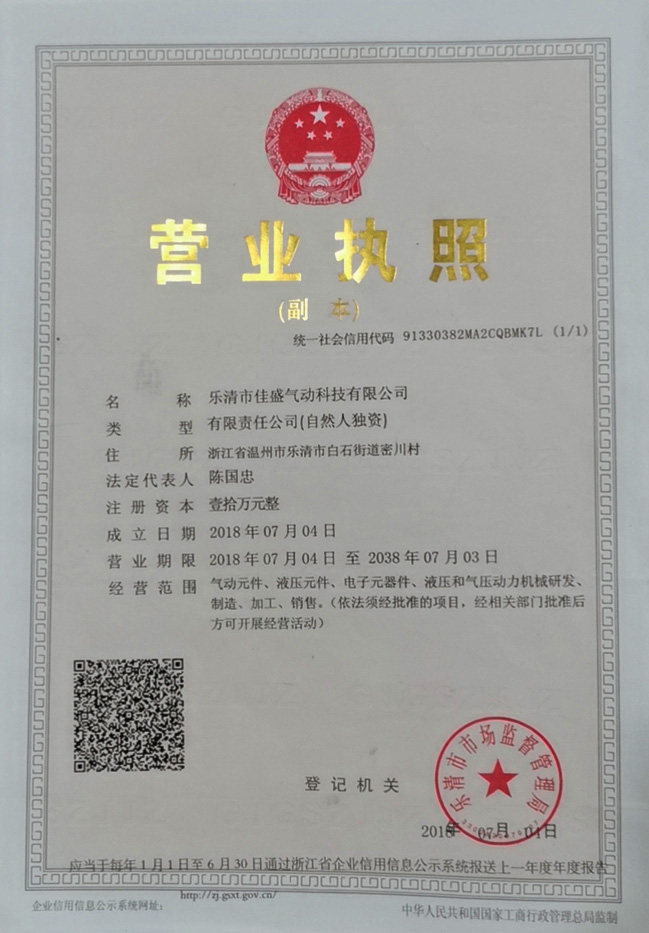 营业执照
(副 本)
统一社会信用代码 91330382MA2CQBMK7L (1/1)
名 称 乐清市佳盛气动科技有限公司
类 型 有限责任公司(自然人独资)
住 所 浙江省温州市乐清市白石街道密川村
法定代表人 陈国忠
注册资本 壹拾万元整
成立日期 2018年07月04日
营业期限 2018年07月04日至2038年07月03日
经营范围 气动元件、液压元件、电子元器件、液压和气压动力机械研发、
制造、加工、销售。(依法须经批准的项目，经相关部门批准后
方可开展经营活动)
登记机关
乐清市市场监督管理局
2018年 07月 04日
应当于每年1月1日至6月30日通过浙江省企业信用信息公示系统报送上一年度年度报告
企业信用信息公示系统网址：
http://zj.gsxt.gov.cn/
中华人民共和国国家工商行政管理总局监制